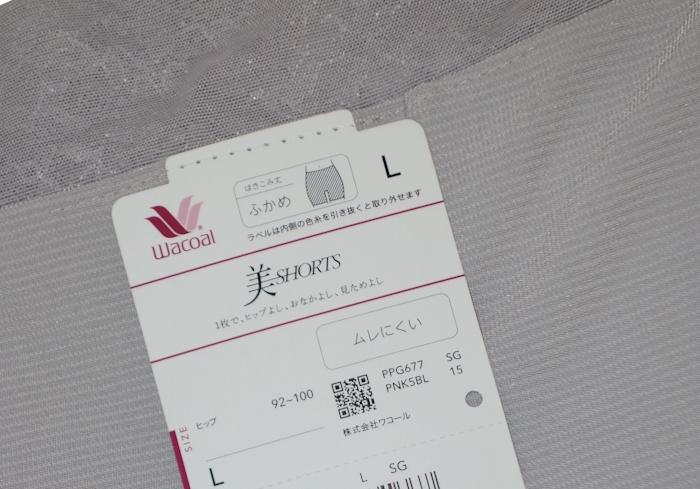 はきこみ丈
ふかめ
L
ラベルは内側の色糸を引き抜くと取り外せます
Wacoal
美SHORTS
1枚で、ヒップよし、おなかよし、見ためよし
ムレにくい
PPG677 SG
PNK5BL 15
ヒップ 92~100
株式会社ワコール
SIZE
L
L SG